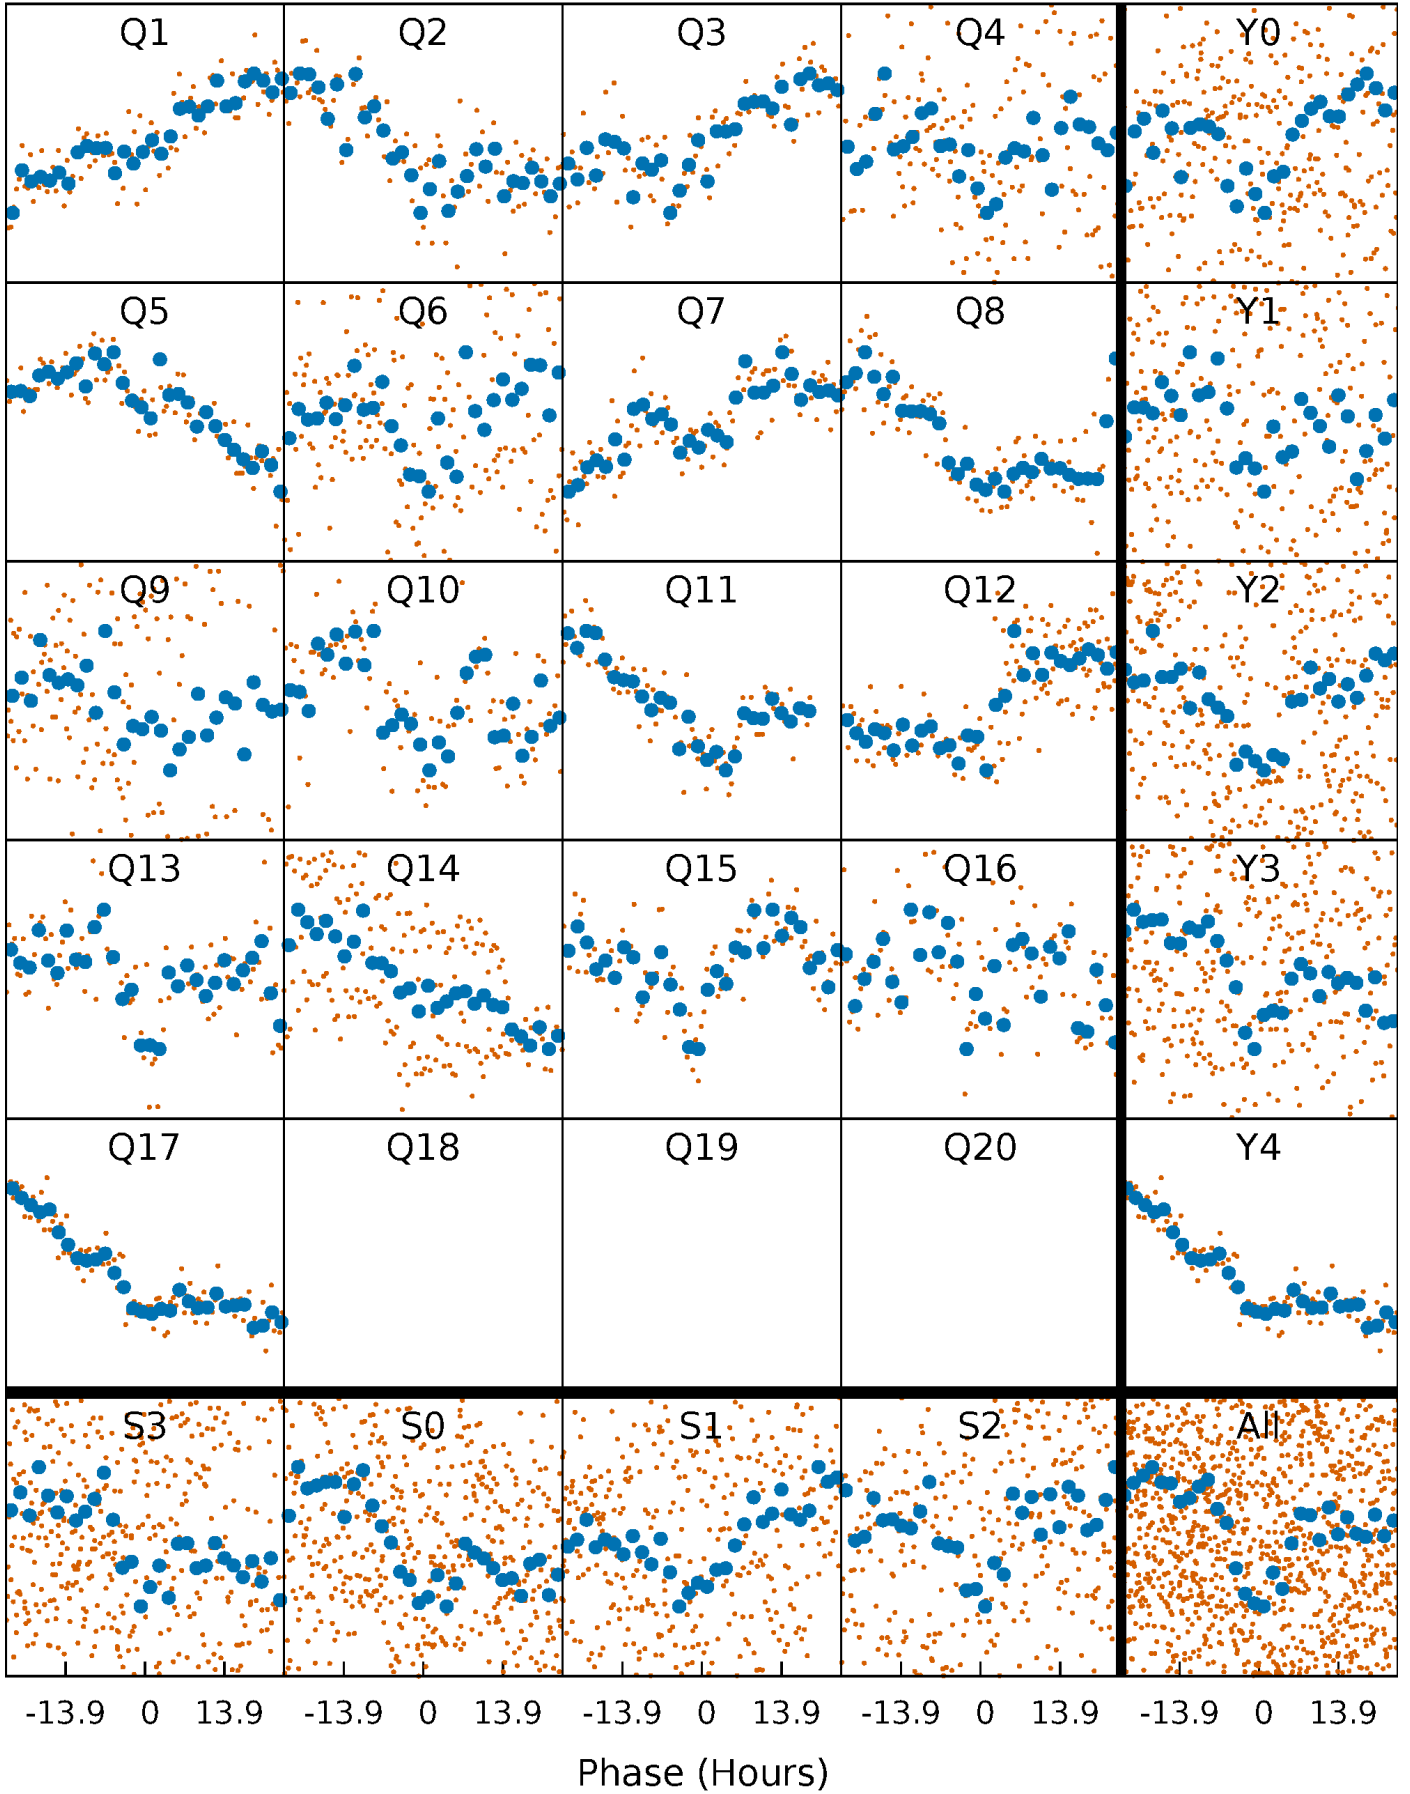 Q1 Q2 Q3 Q4 Y0
Q5 Q6 Q7 Q8 Y1
Q9 Q10 Q11 Q12 Y2
Q13 Q14 Q15 Q16 Y3
Q17 Q18 Q19 Q20 Y4
S3 S0 S1 S2 All
-13.9 0 13.9 -13.9 0 13.9 -13.9 0 13.9 -13.9 0 13.9 -13.9 0 13.9
Phase (Hours)